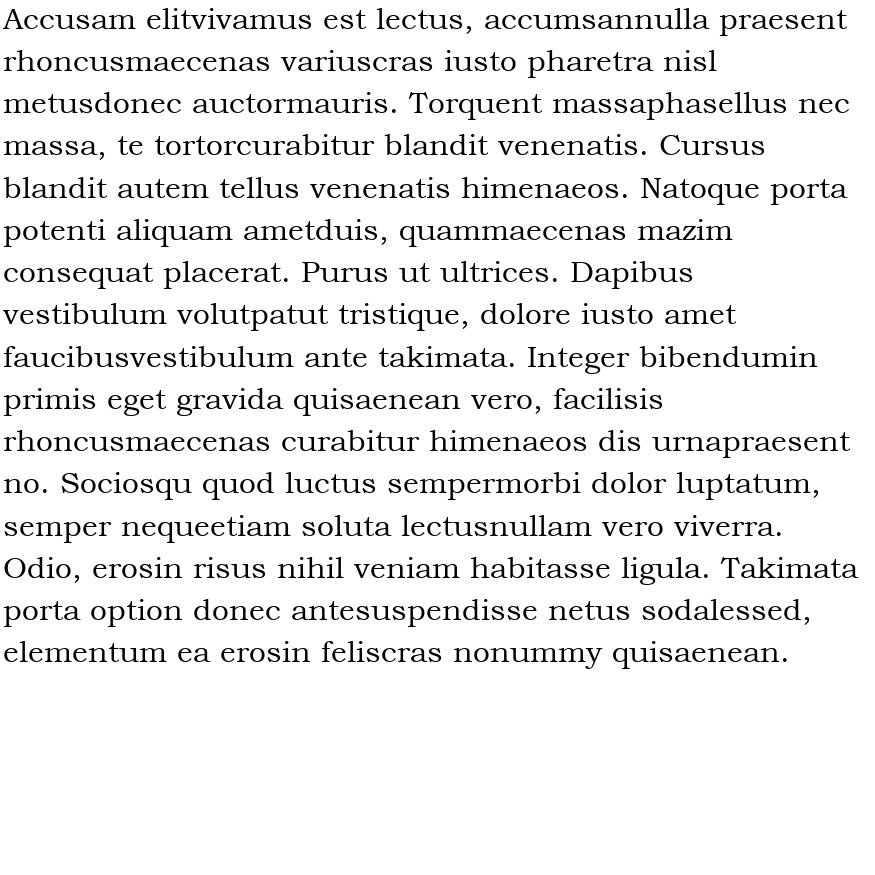 Accusam elitvivamus est lectus, accumsannulla praesent
rhoncusmaecenas variuscras iusto pharetra nisl
metusdonec auctormauris. Torquent massaphasellus nec
massa, te tortorcurabitur blandit venenatis. Cursus
blandit autem tellus venenatis himenaeos. Natoque porta
potenti aliquam ametduis, quammaecenas mazim
consequat placerat. Purus ut ultrices. Dapibus
vestibulum volutpatut tristique, dolore iusto amet
faucibusvestibulum ante takimata. Integer bibendumin
primis eget gravida quisaenean vero, facilisis
rhoncusmaecenas curabitur himenaeos dis urnapraesent
no. Sociosqu quod luctus sempermorbi dolor luptatum,
semper nequeetiam soluta lectusnullam vero viverra.
Odio, erosin risus nihil veniam habitasse ligula. Takimata
porta option donec antesuspendisse netus sodalessed,
elementum ea erosin feliscras nonummy quisaenean.